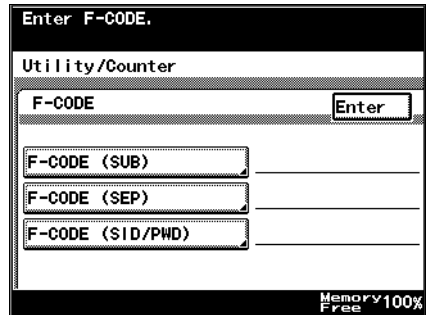 Enter F-CODE.
Utility/Counter
F-CODE
Enter
F-CODE (SUB)
F-CODE (SEP)
F-CODE (SID/PWD)
Memory Free 100%